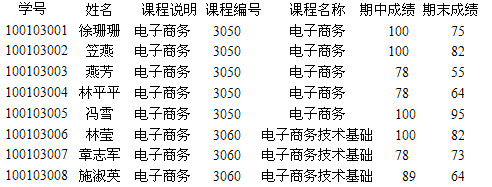 学号 姓名 课程说明 课程编号 课程名称 期中成绩 期末成绩
100103001 徐珊珊 电子商务 3050 电子商务 100 75
100103002 笠燕 电子商务 3050 电子商务 100 82
100103003 燕芳 电子商务 3050 电子商务 78 55
100103004 林平平 电子商务 3050 电子商务 78 64
100103005 冯雪 电子商务 3050 电子商务 100 95
100103006 林莹 电子商务 3060 电子商务技术基础 100 82
100103007 章志军 电子商务 3060 电子商务技术基础 78 73
100103008 施淑英 电子商务 3060 电子商务技术基础 89 64